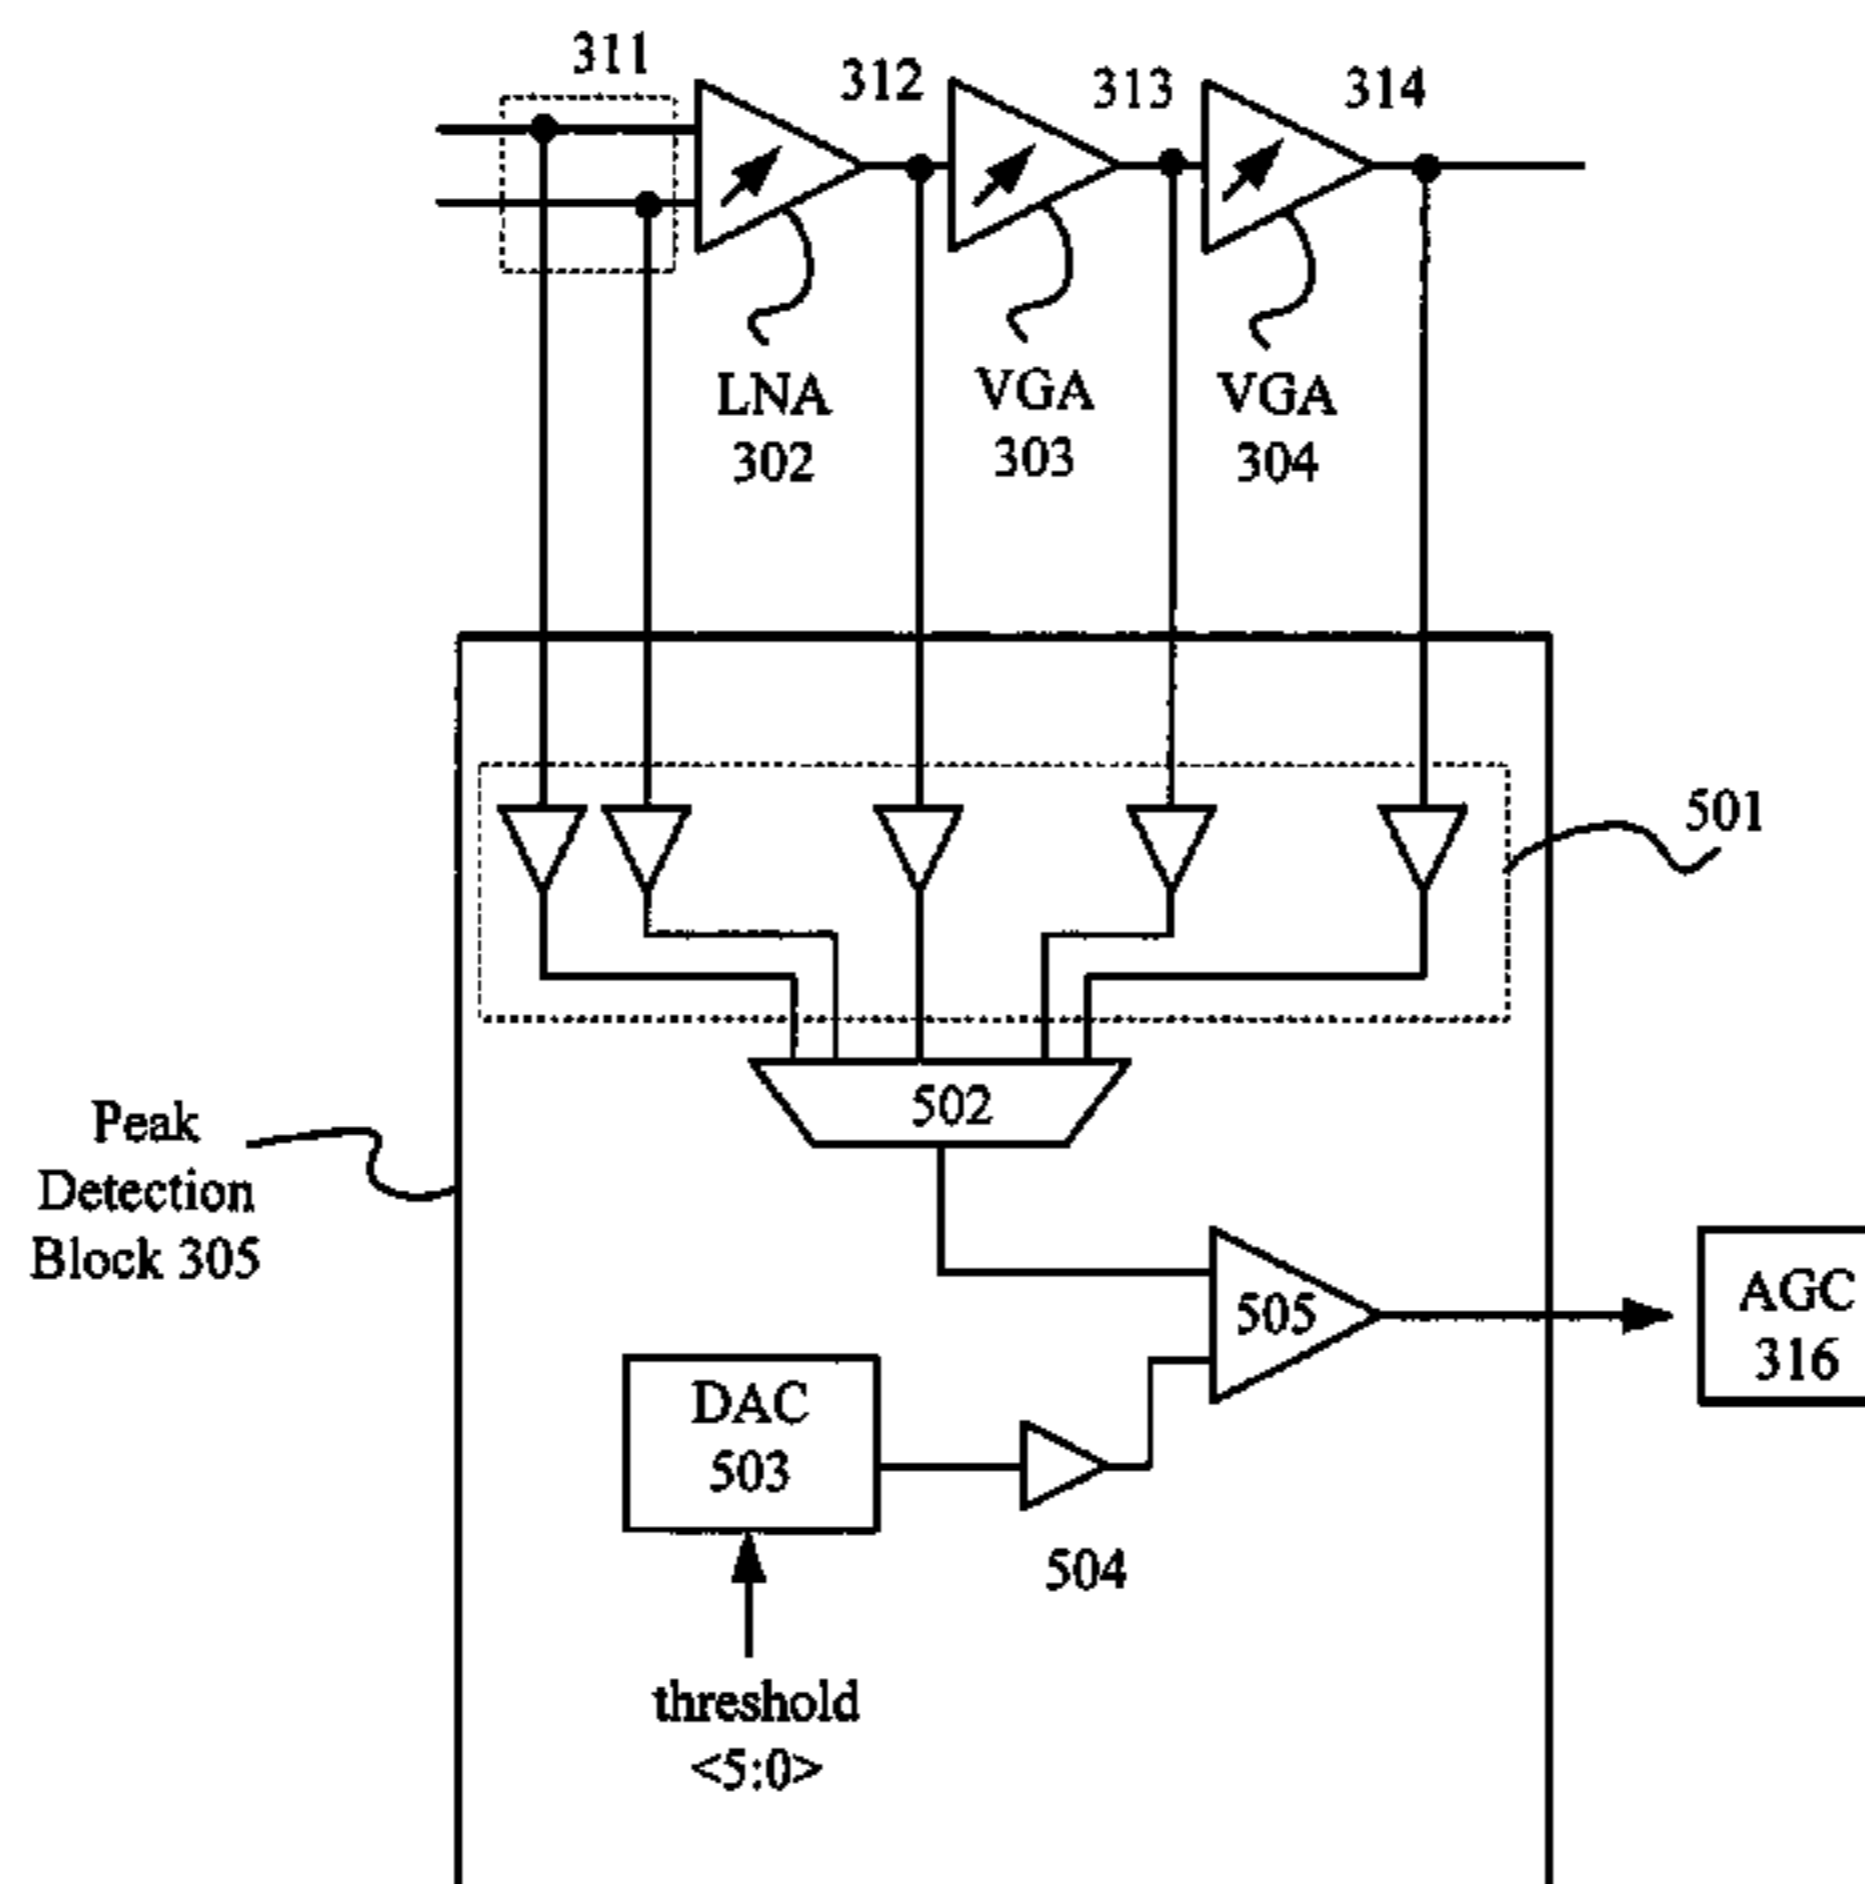 311
312
313
314
LNA
302
VGA
303
VGA
304
501
502
Peak
Detection
Block 305
505
AGC
316
DAC
503
504
threshold
<5:0>